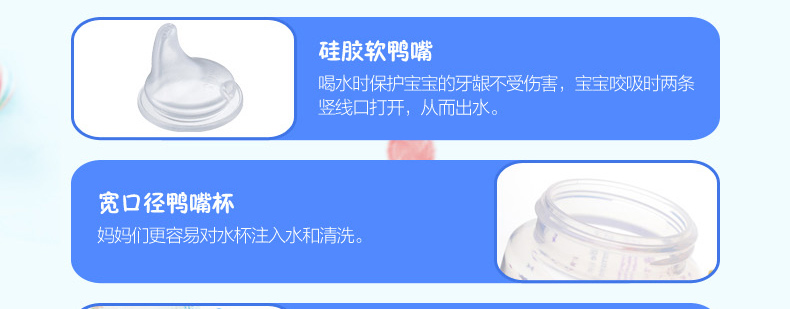 硅胶软鸭嘴
喝水时保护宝宝的牙龈不受伤害，宝宝咬吸时两条
竖线口打开，从而出水。
宽口径鸭嘴杯
妈妈们更容易对水杯注入水和清洗。